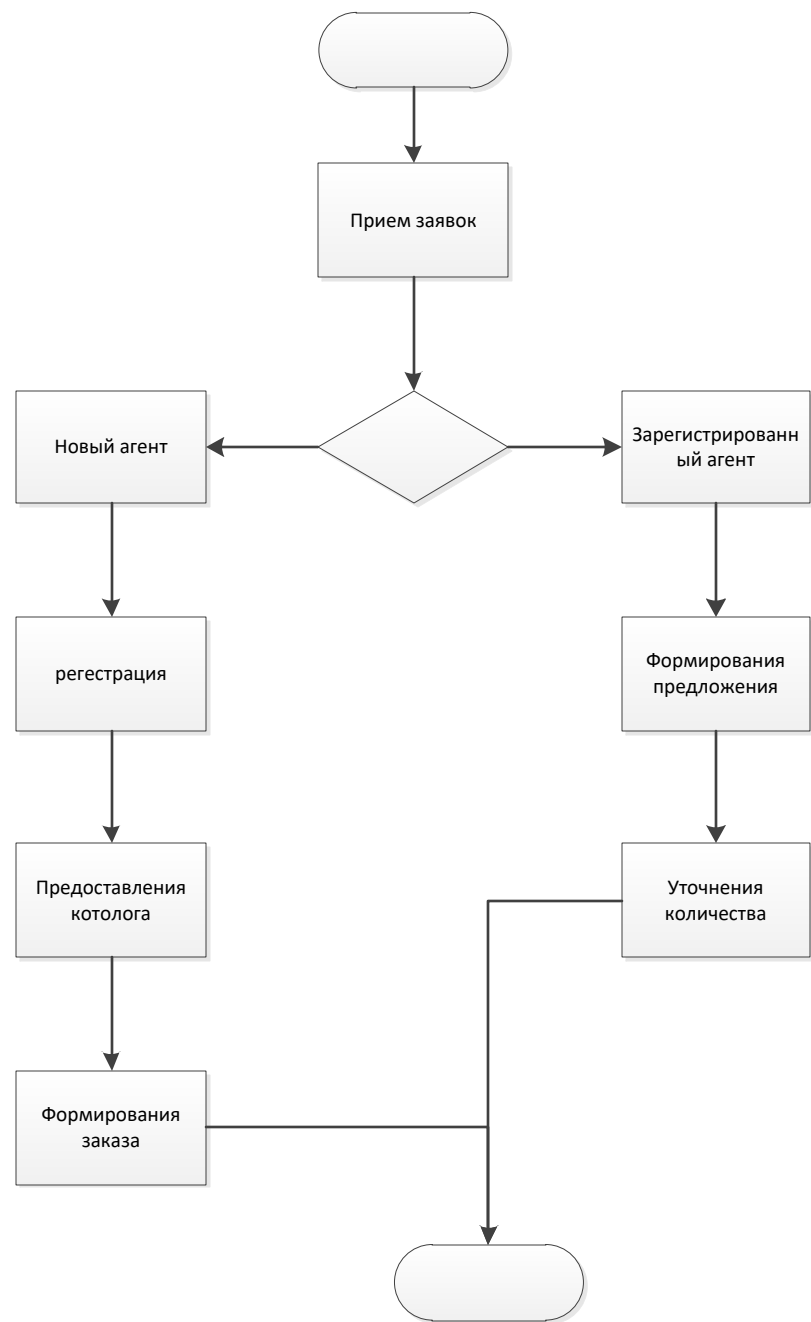 Прием заявок
Новый агент
Зарегистрированн
ый агент
регестрация
Формирования
предложения
Предоставления
котолога
Уточнения
количества
Формирования
заказа